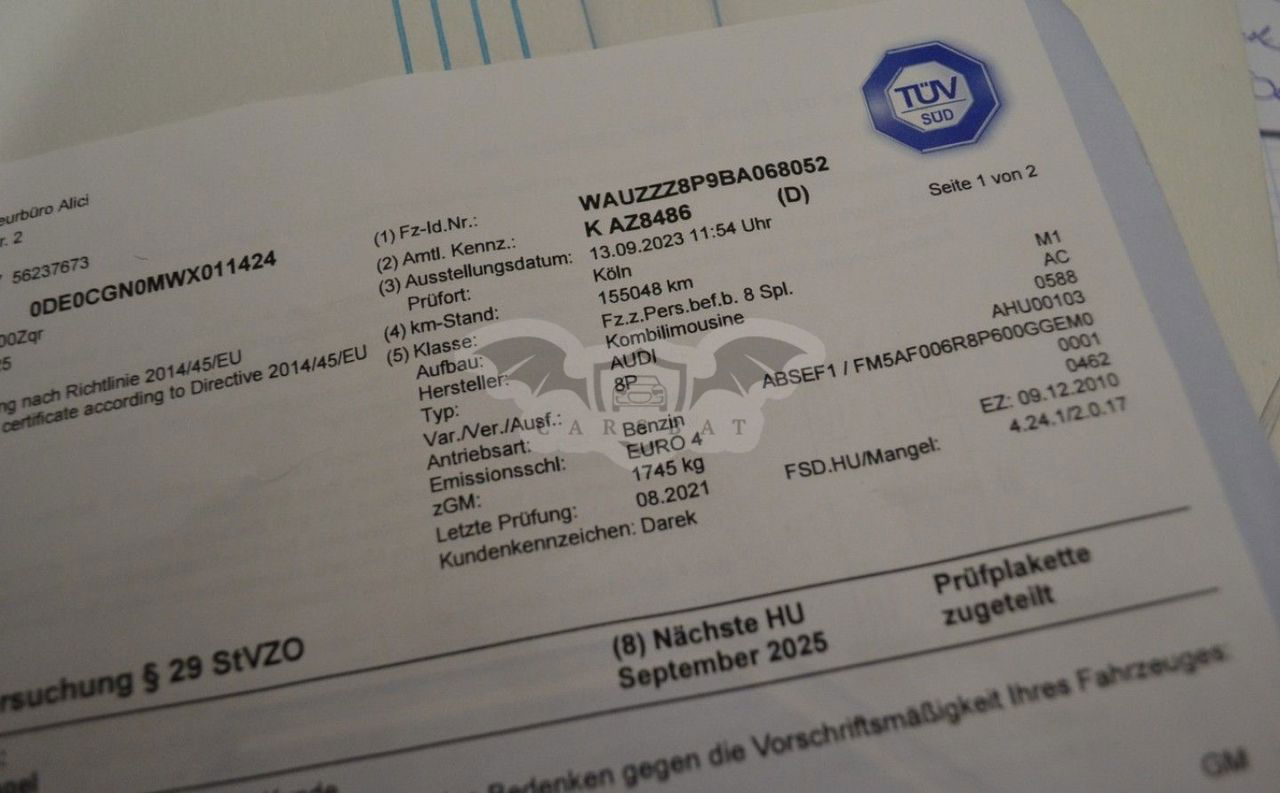 TÜV
SÜD
eurbüro Alici
r. 2
56237673
0DE0CGN0MWX011424
00Zqr
ng nach Richtlinie 2014/45/EU
certificate according to Directive 2014/45/EU
Seite 1 von 2
(1) Fz-Id.Nr.: WAUZZZ8P9BA068052
(2) Amtl. Kennz.: K AZ8486 (D)
(3) Ausstellungsdatum: 13.09.2023 11:54 Uhr
Prüfort: Köln
(4) km-Stand: 155048 km
(5) Klasse: Fz.z.Pers.bef.b. 8 Spl. M1
Aufbau: Kombilimousine AC
Hersteller: AUDI 0588
Typ: 8P AHU00103
Var./Ver./Ausf.: ABSEF1 / FM5AF006R8P600GGEM0
Antriebsart: Benzin 0001
Emissionsschl: EURO 4 0462
zGM: 1745 kg EZ: 09.12.2010
Letzte Prüfung: 08.2021 FSD.HU/Mangel: 4.24.1/2.0.17
Kundenkennzeichen: Darek
CARSBAT
rsuchung § 29 StVZO
(8) Nächste HU
September 2025
Prüfplakette
zugeteilt
Bedenken gegen die Vorschriftsmäßigkeit Ihres Fahrzeuges:
GM